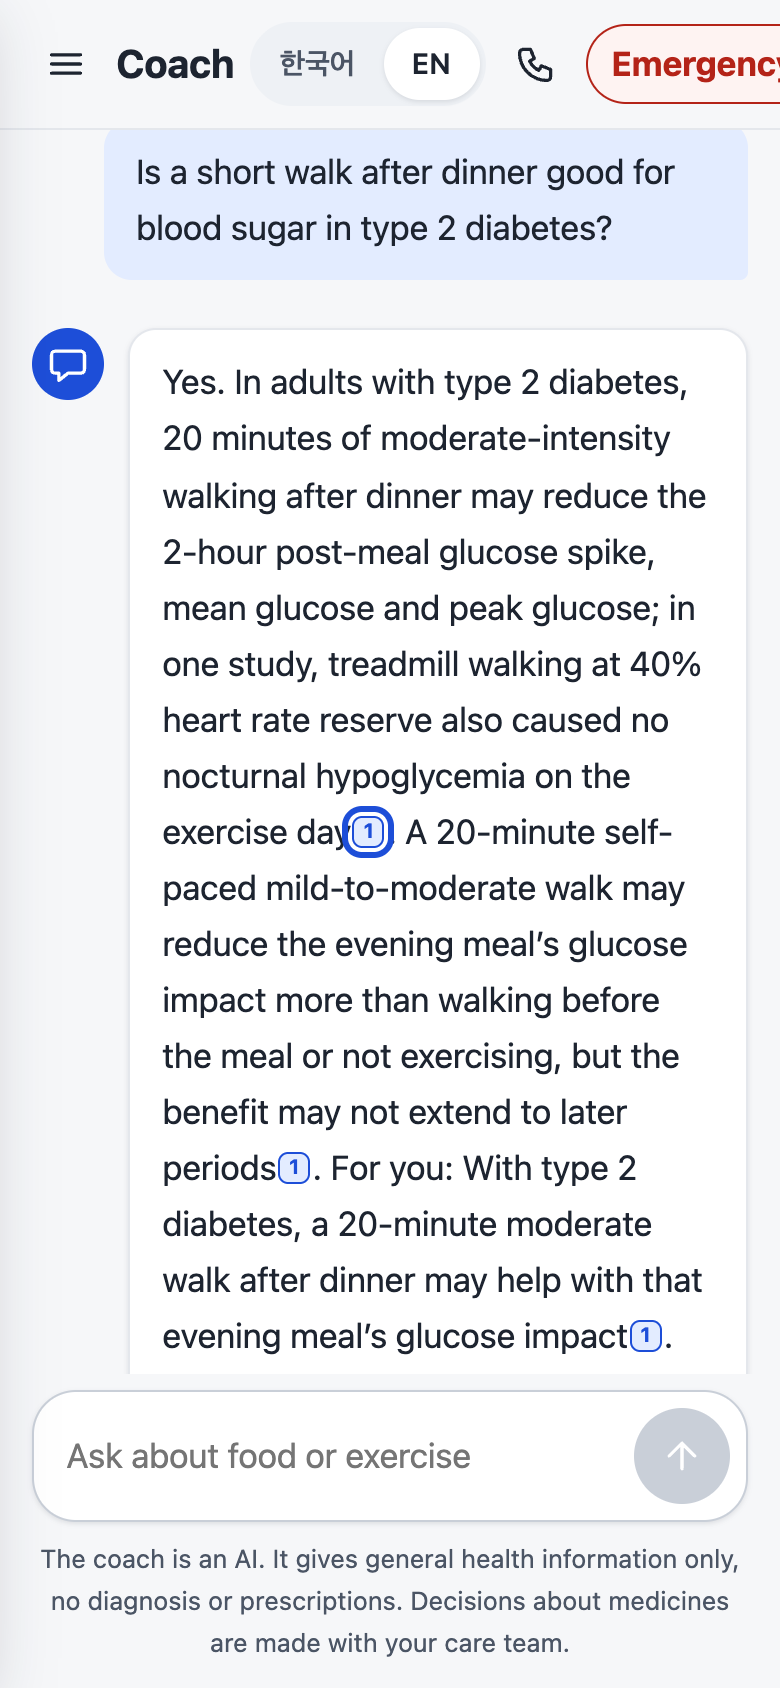 Coach
한국어
EN
Emergency
Is a short walk after dinner good for
blood sugar in type 2 diabetes?
Yes. In adults with type 2 diabetes,
20 minutes of moderate-intensity
walking after dinner may reduce the
2-hour post-meal glucose spike,
mean glucose and peak glucose; in
one study, treadmill walking at 40%
heart rate reserve also caused no
nocturnal hypoglycemia on the
exercise day 1 A 20-minute self-
paced mild-to-moderate walk may
reduce the evening meal’s glucose
impact more than walking before
the meal or not exercising, but the
benefit may not extend to later
periods 1. For you: With type 2
diabetes, a 20-minute moderate
walk after dinner may help with that
evening meal’s glucose impact 1.
Ask about food or exercise
The coach is an AI. It gives general health information only,
no diagnosis or prescriptions. Decisions about medicines
are made with your care team.